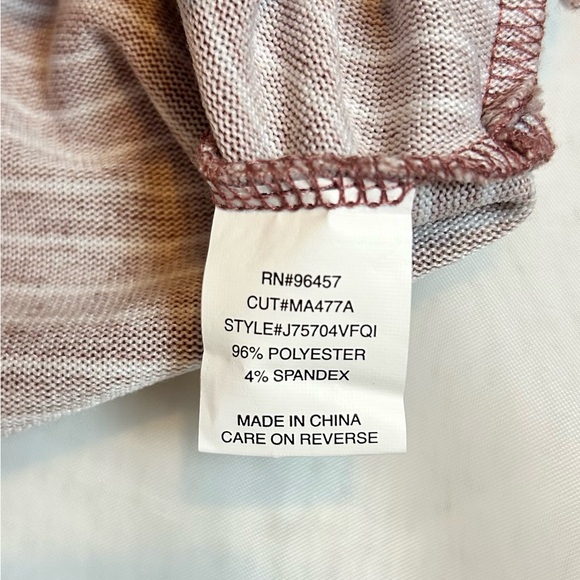 RN#96457
CUT#MA477A
STYLE#J75704VFQI
96% POLYESTER
4% SPANDEX
MADE IN CHINA
CARE ON REVERSE